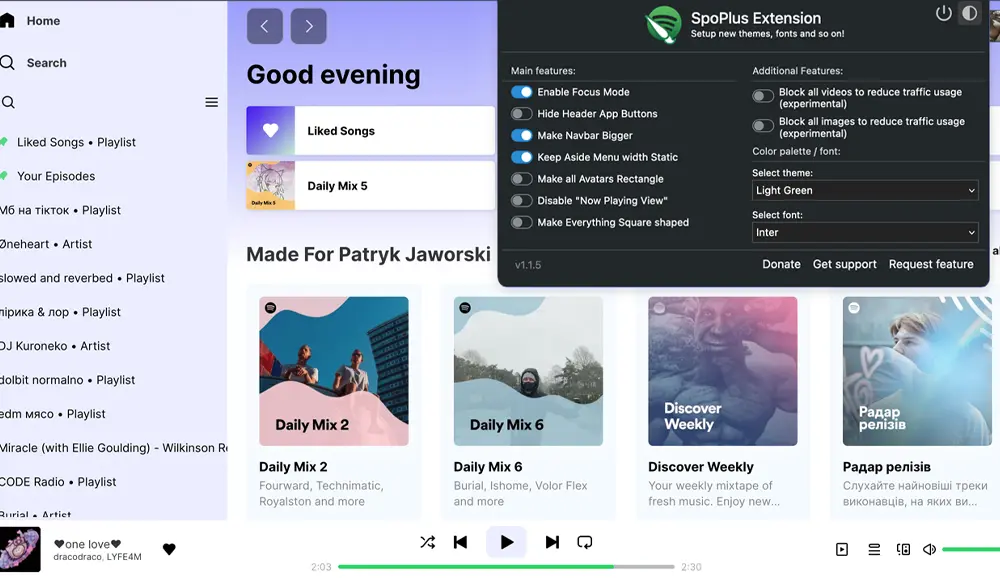 Home
Search
Liked Songs • Playlist
Your Episodes
Мб на тікток • Playlist
Øneheart • Artist
slowed and reverbed • Playlist
лірика & лор • Playlist
DJ Kuroneko • Artist
dolbit normalno • Playlist
edm мясо • Playlist
Miracle (with Ellie Goulding) - Wilkinson Re
CODE Radio • Playlist
Burial • Artist
Good evening
Liked Songs
Daily Mix 5
Daily Mix 5
Made For Patryk Jaworski
SpoPlus Extension
Setup new themes, fonts and so on!
Main features:
Enable Focus Mode
Hide Header App Buttons
Make Navbar Bigger
Keep Aside Menu width Static
Make all Avatars Rectangle
Disable "Now Playing View"
Make Everything Square shaped
Additional Features:
Block all videos to reduce traffic usage
(experimental)
Block all images to reduce traffic usage
(experimental)
Color palette / font:
Select theme:
Light Green
Select font:
Inter
v1.1.5
Donate Get support Request feature
Daily Mix 2
Daily Mix 2
Fourward, Technimatic,
Royalston and more
Daily Mix 6
Daily Mix 6
Burial, Ishome, Volor Flex
and more
Discover
Weekly
Discover Weekly
Your weekly mixtape of
fresh music. Enjoy new...
Радар
релізів
Радар релізів
Слухайте найновіші треки
виконавців, на яких ви...
♥one love♥
dracodraco, LYFE4M
2:03
2:30